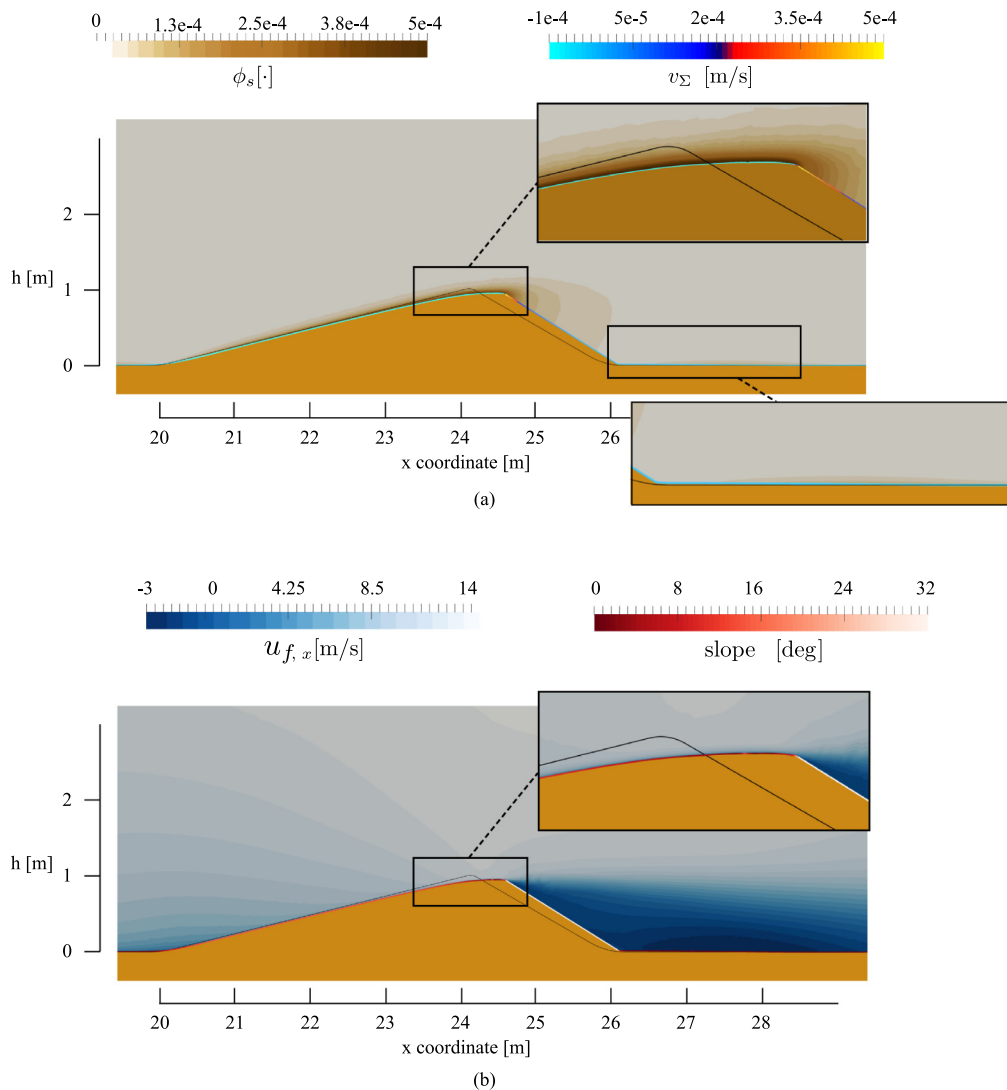 0 1.3e-4 2.5e-4 3.8e-4 5e-4
ϕs[·]
-1e-4 5e-5 2e-4 3.5e-4 5e-4
vΣ [m/s]
2
h [m]
1
0
20 21 22 23 24 25 26
x coordinate [m]
(a)
-3 0 4.25 8.5 14
uf, x[m/s]
0 8 16 24 32
slope [deg]
2
h [m]
1
0
20 21 22 23 24 25 26 27 28
x coordinate [m]
(b)